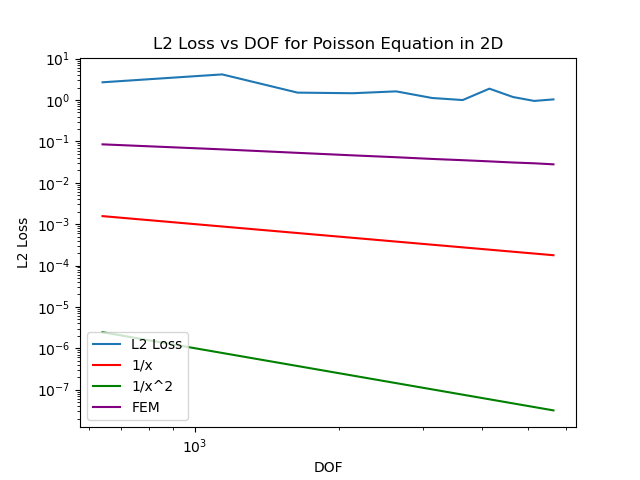 L2 Loss vs DOF for Poisson Equation in 2D
10^1
10^0
10^−1
10^−2
10^−3
10^−4
10^−5
10^−6
10^−7
L2 Loss
L2 Loss
1/x
1/x^2
FEM
10^3
DOF